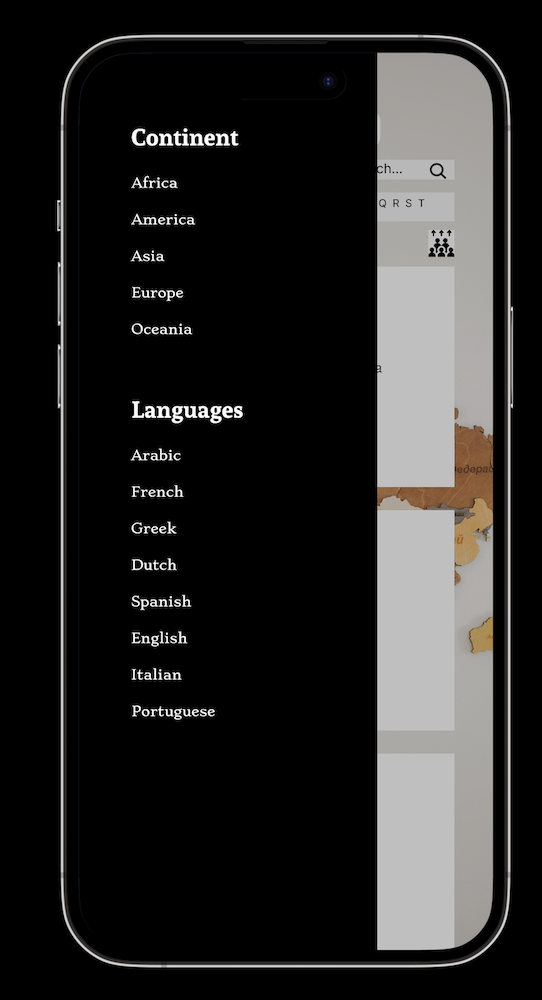 Continent
Africa
America
Asia
Europe
Oceania
Languages
Arabic
French
Greek
Dutch
Spanish
English
Italian
Portuguese
ch...
Q R S T
a